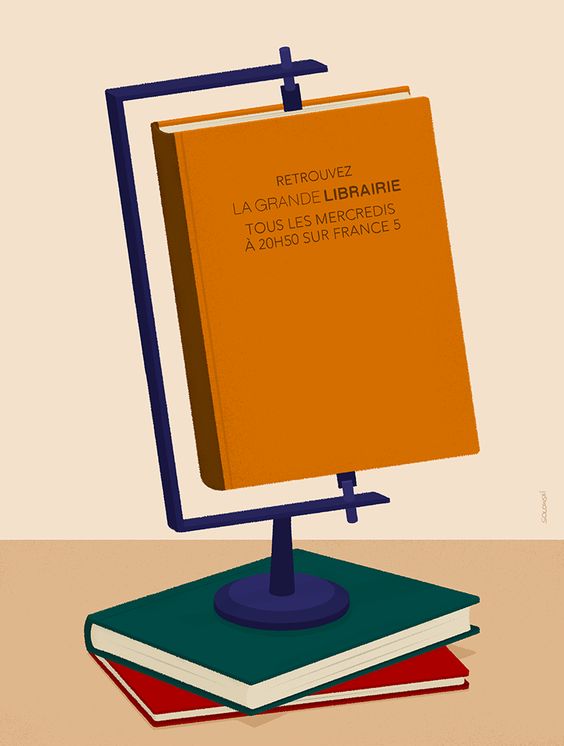 RETROUVEZ
LA GRANDE LIBRAIRIE
TOUS LES MERCREDIS
À 20H50 SUR FRANCE 5